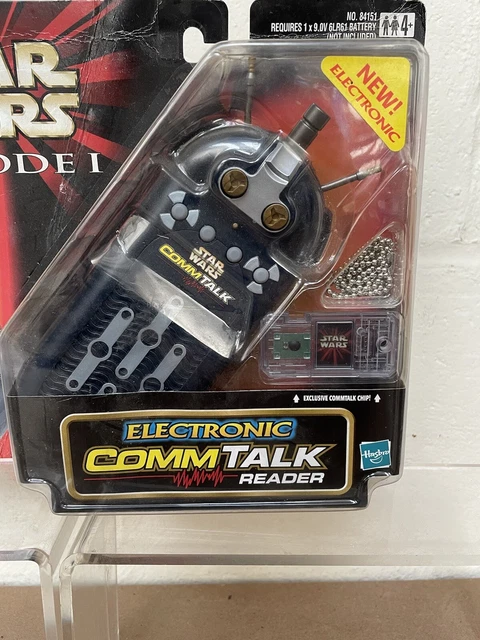 NO. 84151
REQUIRES 1 x 9.0V 6LR61 BATTERY
(NOT INCLUDED)
4+
STAR
WARS
ODE I
NEW!
ELECTRONIC
STAR
WARS
COMMTALK
STAR
WARS
EXCLUSIVE COMMTALK CHIP!
ELECTRONIC
COMMTALK
READER
Hasbro